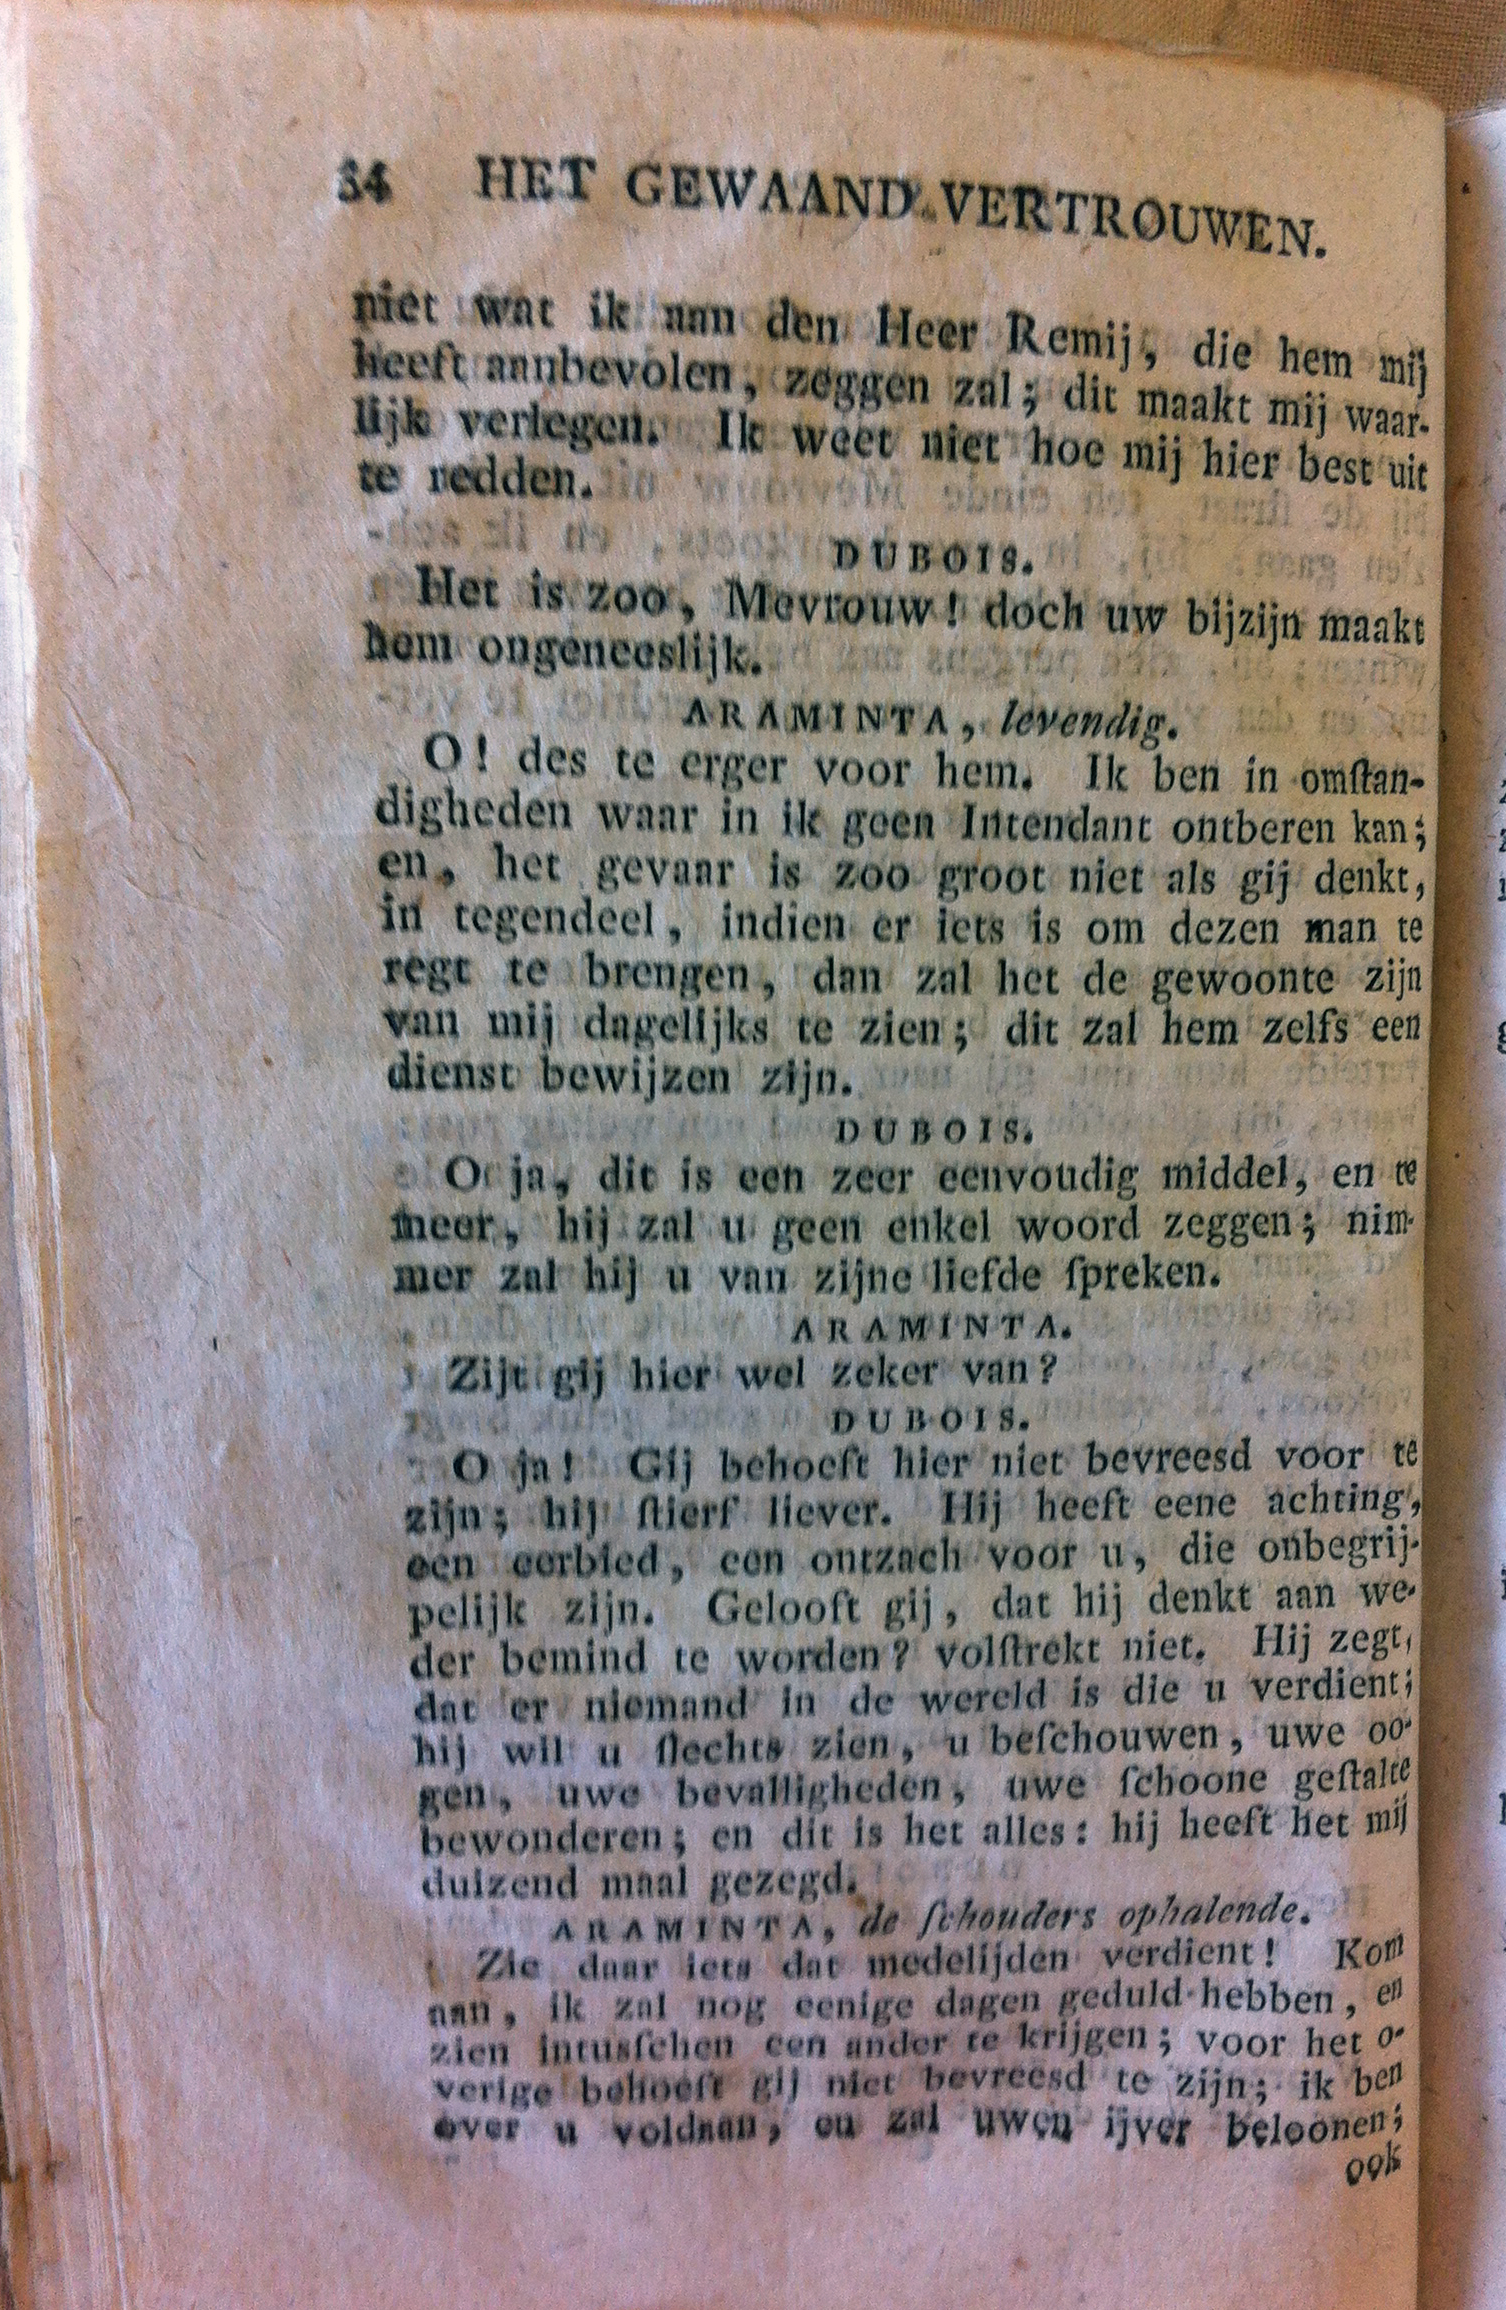 34 HET GEWAAND VERTROUWEN.
niet wat ik aan den Heer Remij, die hem mij
heeft aanbevolen, zeggen zal; dit maakt mij waar-
lijk verlegen. Ik weet niet hoe mij hier best uit
te redden.
DUBOIS.
Het is zoo, Mevrouw! doch uw bijzijn maakt
hem ongeneeslijk.
ARAMINTA, levendig.
O! des te erger voor hem. Ik ben in omſtan-
digheden waar in ik geen Intendant ontberen kan;
en, het gevaar is zoo groot niet als gij denkt,
in tegendeel, indien er iets is om dezen man te
regt te brengen, dan zal het de gewoonte zijn
van mij dagelijks te zien; dit zal hem zelfs een
dienst bewijzen zijn.
DUBOIS.
O ja, dit is een zeer eenvoudig middel, en te
meer, hij zal u geen enkel woord zeggen; nim-
mer zal hij u van zijne liefde ſpreken.
ARAMINTA.
Zijt gij hier wel zeker van?
DUBOIS.
O ja! Gij behoeft hier niet bevreesd voor te
zijn; hij ſtierf liever. Hij heeft eene achting,
een eerbied, een ontzach voor u, die onbegrij-
pelijk zijn. Gelooft gij, dat hij denkt aan we-
der bemind te worden? volſtrekt niet. Hij zegt,
dat er niemand in de wereld is die u verdient;
hij wil u ſlechts zien, u beſchouwen, uwe oo-
gen, uwe bevalligheden, uwe ſchoone geſtalte
bewonderen; en dit is het alles: hij heeft het mij
duizend maal gezegd.
ARAMINTA, de ſchouders ophalende.
Zie daar iets dat medelijden verdient! Kom
aan, ik zal nog eenige dagen geduld hebben, en
zien intusſchen een ander te krijgen; voor het o-
verige behoeft gij niet bevreesd te zijn; ik ben
over u voldaan, en zal uwen ijver beloonen;
ook